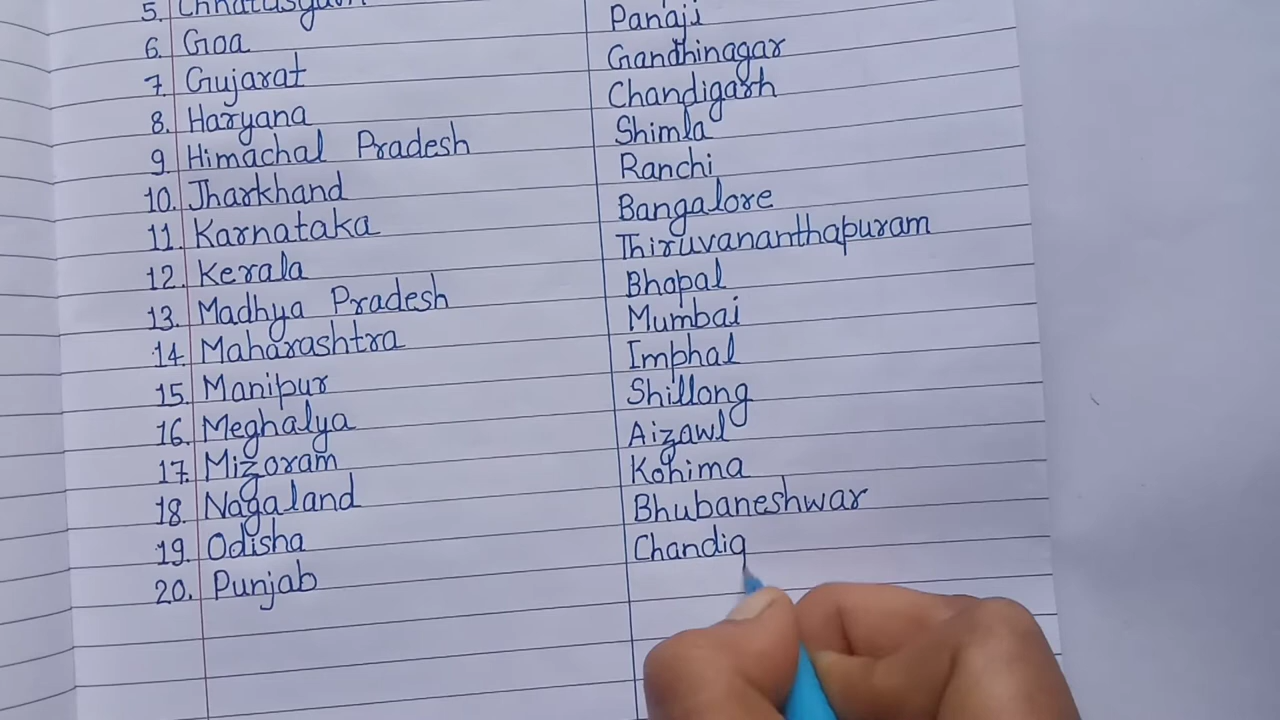 5. Chhattisgarh
6. Goa Panaji
7. Gujarat Gandhinagar
8. Haryana Chandigarh
9. Himachal Pradesh Shimla
10. Jharkhand Ranchi
11. Karnataka Bangalore
12. Kerala Thiruvananthapuram
13. Madhya Pradesh Bhopal
14. Maharashtra Mumbai
15. Manipur Imphal
16. Meghalya Shillong
17. Mizoram Aizawl
18. Nagaland Kohima
19. Odisha Bhubaneshwar
20. Punjab Chandig